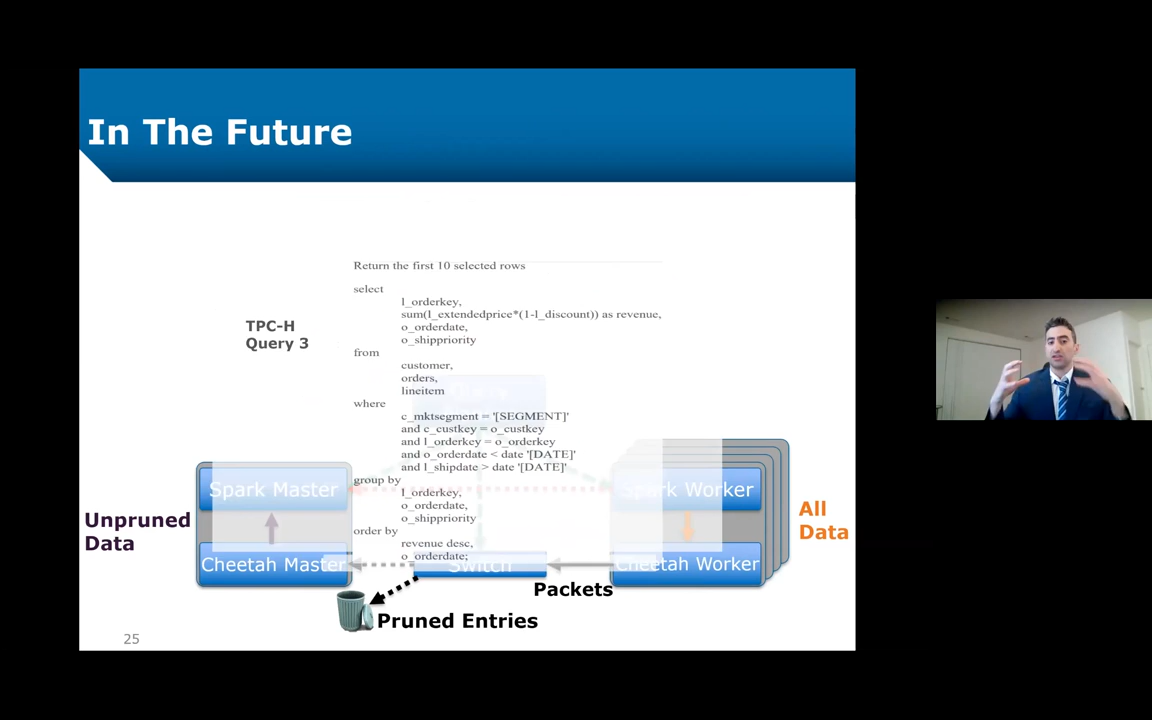 In The Future
TPC-H
Query 3
Return the first 10 selected rows
select
l_orderkey,
sum(l_extendedprice*(1-l_discount)) as revenue,
o_orderdate,
o_shippriority
from
customer,
orders,
lineitem
where
c_mktsegment = '[SEGMENT]'
and c_custkey = o_custkey
and l_orderkey = o_orderkey
and o_orderdate < date '[DATE]'
and l_shipdate > date '[DATE]'
group by
l_orderkey,
o_orderdate,
o_shippriority
order by
revenue desc,
o_orderdate;
Spark Master
Spark Worker
Unpruned
Data
All
Data
Cheetah Master
Switch
Cheetah Worker
Packets
Pruned Entries
25